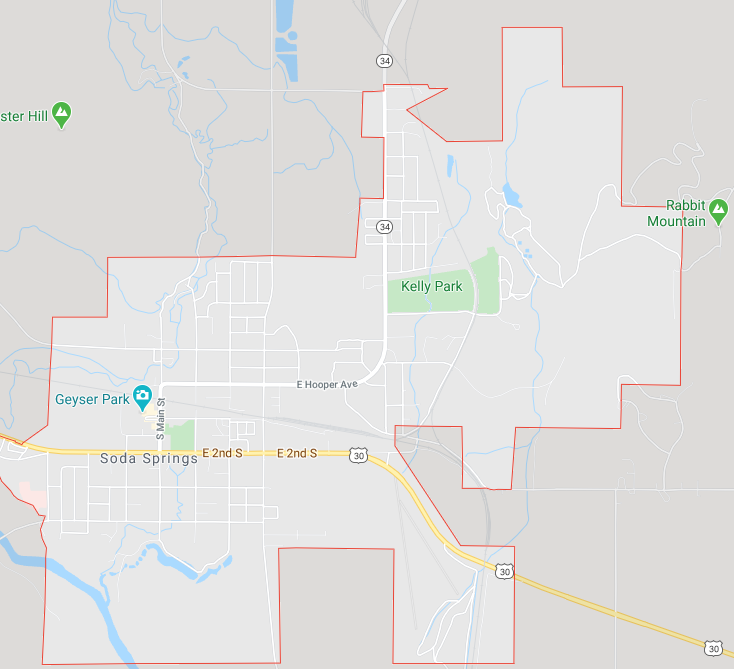 34
ster Hill
Rabbit
Mountain
34
Kelly Park
E Hooper Ave
Geyser Park
S Main St
E 2nd S
E 2nd S
30
Soda Springs
30
30